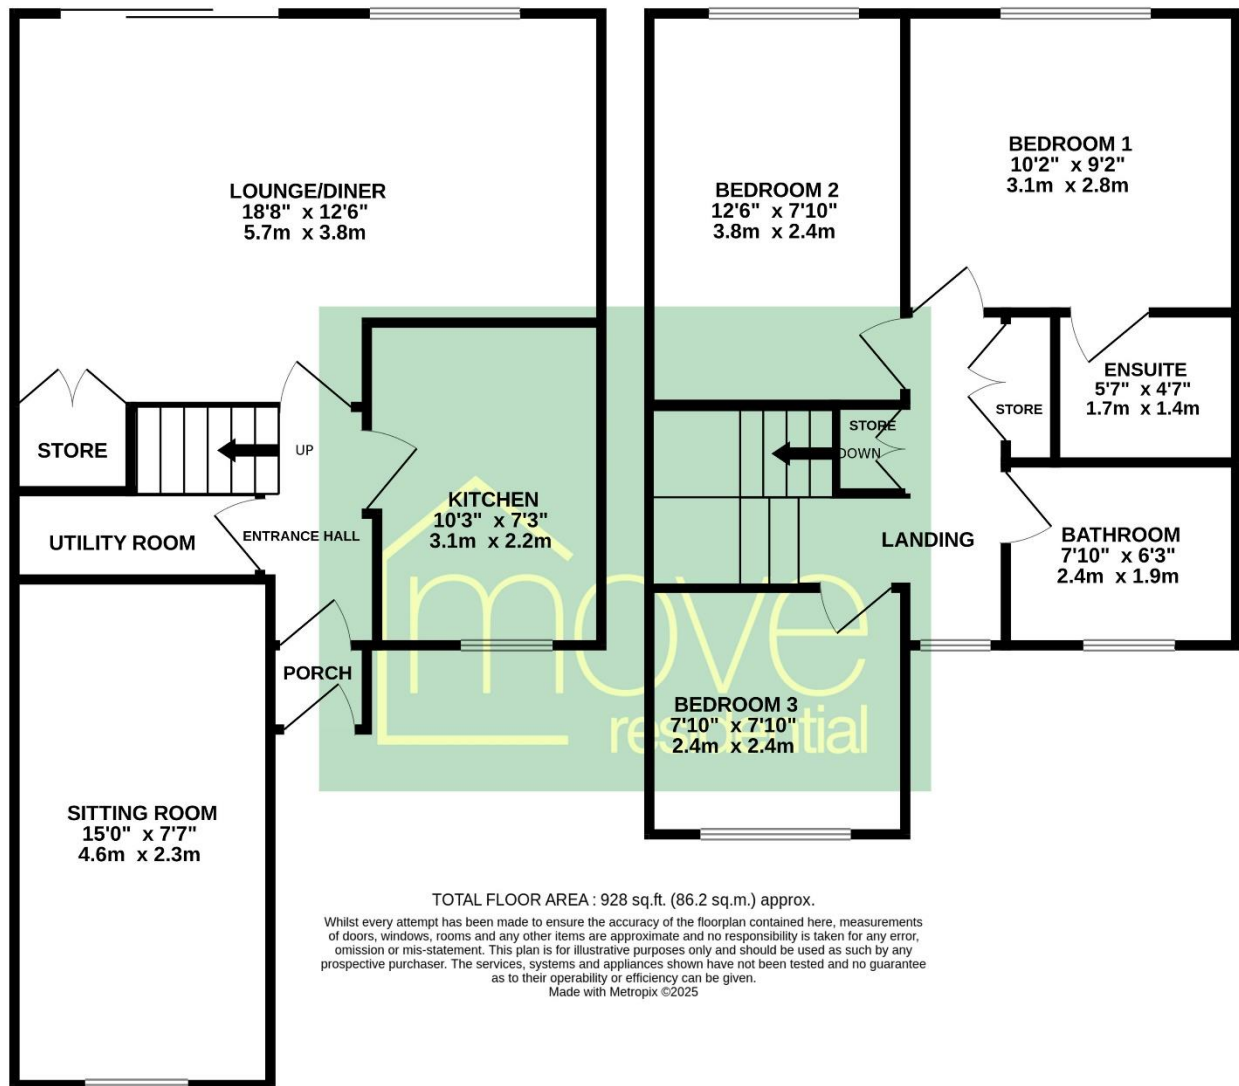 LOUNGE/DINER
18'8" x 12'6"
5.7m x 3.8m
STORE
UP
KITCHEN
10'3" x 7'3"
3.1m x 2.2m
UTILITY ROOM
ENTRANCE HALL
PORCH
SITTING ROOM
15'0" x 7'7"
4.6m x 2.3m
BEDROOM 2
12'6" x 7'10"
3.8m x 2.4m
BEDROOM 1
10'2" x 9'2"
3.1m x 2.8m
ENSUITE
5'7" x 4'7"
1.7m x 1.4m
STORE
STORE
DOWN
LANDING
BATHROOM
7'10" x 6'3"
2.4m x 1.9m
BEDROOM 3
7'10" x 7'10"
2.4m x 2.4m
move
residential
TOTAL FLOOR AREA : 928 sq.ft. (86.2 sq.m.) approx.
Whilst every attempt has been made to ensure the accuracy of the floorplan contained here, measurements
of doors, windows, rooms and any other items are approximate and no responsibility is taken for any error,
omission or mis-statement. This plan is for illustrative purposes only and should be used as such by any
prospective purchaser. The services, systems and appliances shown have not been tested and no guarantee
as to their operability or efficiency can be given.
Made with Metropix ©2025